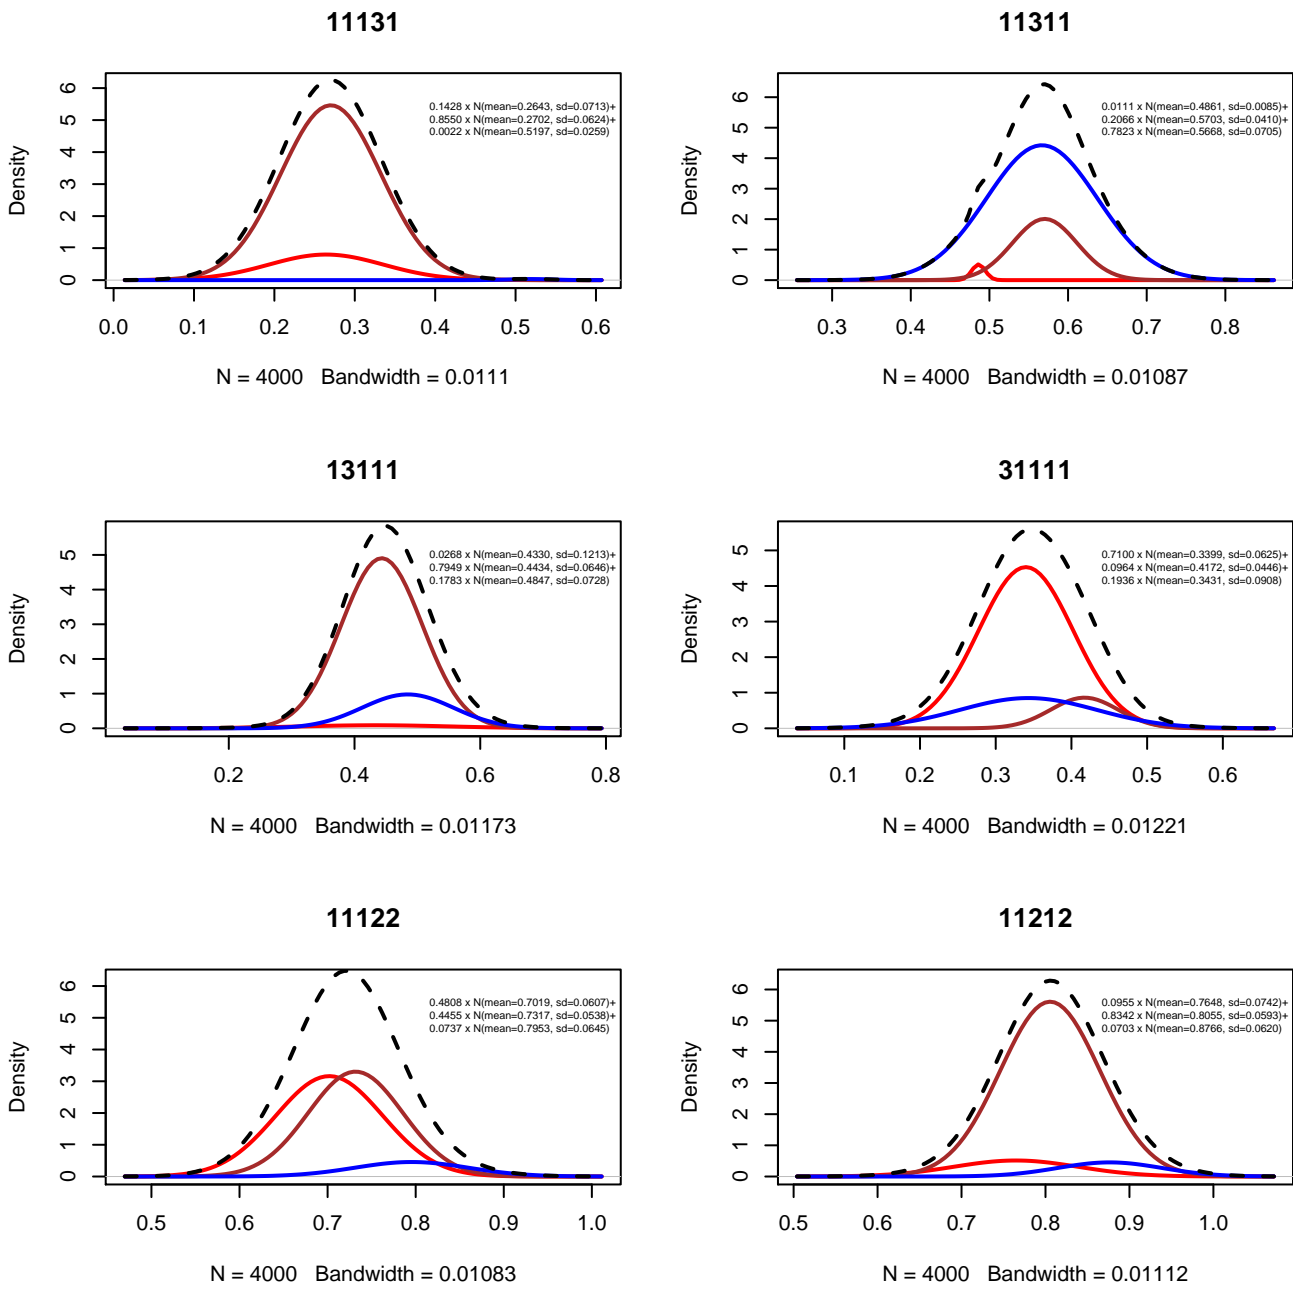 11131
6
5
4
3
2
1
0
Density
0.1428 x N(mean=0.2643, sd=0.0713)+
0.8550 x N(mean=0.2702, sd=0.0624)+
0.0022 x N(mean=0.5197, sd=0.0259)
0.0 0.1 0.2 0.3 0.4 0.5 0.6
N = 4000 Bandwidth = 0.0111
11311
6
5
4
3
2
1
0
Density
0.0111 x N(mean=0.4861, sd=0.0085)+
0.2066 x N(mean=0.5703, sd=0.0410)+
0.7823 x N(mean=0.5668, sd=0.0705)
0.3 0.4 0.5 0.6 0.7 0.8
N = 4000 Bandwidth = 0.01087
13111
5
4
3
2
1
0
Density
0.0268 x N(mean=0.4330, sd=0.1213)+
0.7949 x N(mean=0.4434, sd=0.0646)+
0.1783 x N(mean=0.4847, sd=0.0728)
0.2 0.4 0.6 0.8
N = 4000 Bandwidth = 0.01173
31111
5
4
3
2
1
0
Density
0.7100 x N(mean=0.3399, sd=0.0625)+
0.0964 x N(mean=0.4172, sd=0.0446)+
0.1936 x N(mean=0.3431, sd=0.0908)
0.1 0.2 0.3 0.4 0.5 0.6
N = 4000 Bandwidth = 0.01221
11122
6
5
4
3
2
1
0
Density
0.4808 x N(mean=0.7019, sd=0.0607)+
0.4455 x N(mean=0.7317, sd=0.0538)+
0.0737 x N(mean=0.7953, sd=0.0645)
0.5 0.6 0.7 0.8 0.9 1.0
N = 4000 Bandwidth = 0.01083
11212
6
5
4
3
2
1
0
Density
0.0955 x N(mean=0.7648, sd=0.0742)+
0.8342 x N(mean=0.8055, sd=0.0593)+
0.0703 x N(mean=0.8766, sd=0.0620)
0.5 0.6 0.7 0.8 0.9 1.0
N = 4000 Bandwidth = 0.01112